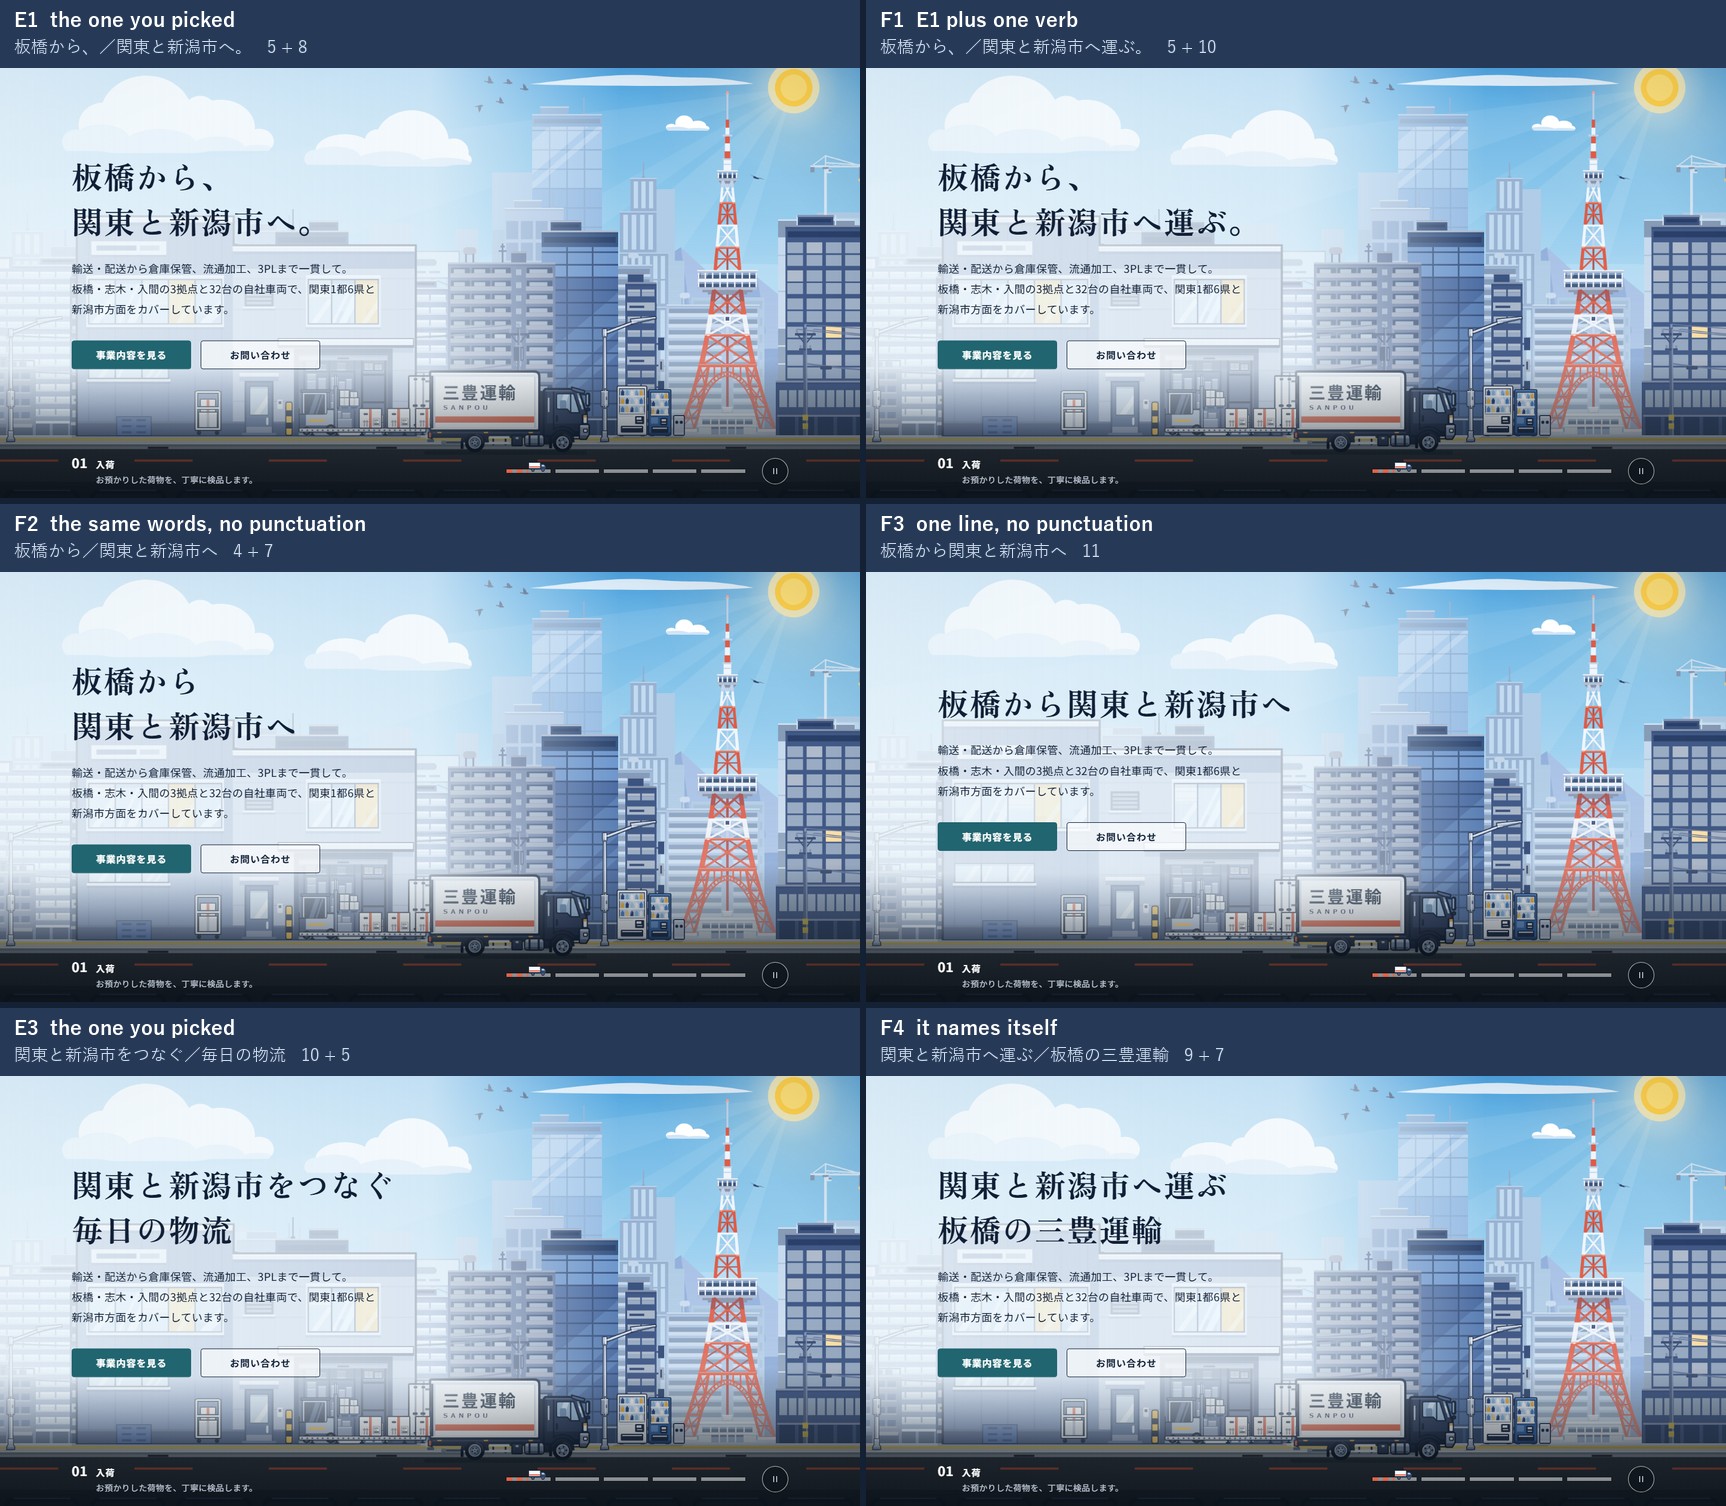 E1 the one you picked
板橋から、／関東と新潟市へ。 5 + 8
板橋から、
関東と新潟市へ。
輸送・配送から倉庫保管、流通加工、3PLまで一貫して。
板橋・志木・入間の3拠点と32台の自社車両で、関東1都6県と
新潟市方面をカバーしています。
事業内容を見る
お問い合わせ
三豊運輸
SANPOU
01 入荷
お預かりした荷物を、丁寧に検品します。
F1 E1 plus one verb
板橋から、／関東と新潟市へ運ぶ。 5 + 10
板橋から、
関東と新潟市へ運ぶ。
輸送・配送から倉庫保管、流通加工、3PLまで一貫して。
板橋・志木・入間の3拠点と32台の自社車両で、関東1都6県と
新潟市方面をカバーしています。
事業内容を見る
お問い合わせ
三豊運輸
SANPOU
01 入荷
お預かりした荷物を、丁寧に検品します。
F2 the same words, no punctuation
板橋から／関東と新潟市へ 4 + 7
板橋から
関東と新潟市へ
輸送・配送から倉庫保管、流通加工、3PLまで一貫して。
板橋・志木・入間の3拠点と32台の自社車両で、関東1都6県と
新潟市方面をカバーしています。
事業内容を見る
お問い合わせ
三豊運輸
SANPOU
01 入荷
お預かりした荷物を、丁寧に検品します。
F3 one line, no punctuation
板橋から関東と新潟市へ 11
板橋から関東と新潟市へ
輸送・配送から倉庫保管、流通加工、3PLまで一貫して。
板橋・志木・入間の3拠点と32台の自社車両で、関東1都6県と
新潟市方面をカバーしています。
事業内容を見る
お問い合わせ
三豊運輸
SANPOU
01 入荷
お預かりした荷物を、丁寧に検品します。
E3 the one you picked
関東と新潟市をつなぐ／毎日の物流 10 + 5
関東と新潟市をつなぐ
毎日の物流
輸送・配送から倉庫保管、流通加工、3PLまで一貫して。
板橋・志木・入間の3拠点と32台の自社車両で、関東1都6県と
新潟市方面をカバーしています。
事業内容を見る
お問い合わせ
三豊運輸
SANPOU
01 入荷
お預かりした荷物を、丁寧に検品します。
F4 it names itself
関東と新潟市へ運ぶ／板橋の三豊運輸 9 + 7
関東と新潟市へ運ぶ
板橋の三豊運輸
輸送・配送から倉庫保管、流通加工、3PLまで一貫して。
板橋・志木・入間の3拠点と32台の自社車両で、関東1都6県と
新潟市方面をカバーしています。
事業内容を見る
お問い合わせ
三豊運輸
SANPOU
01 入荷
お預かりした荷物を、丁寧に検品します。